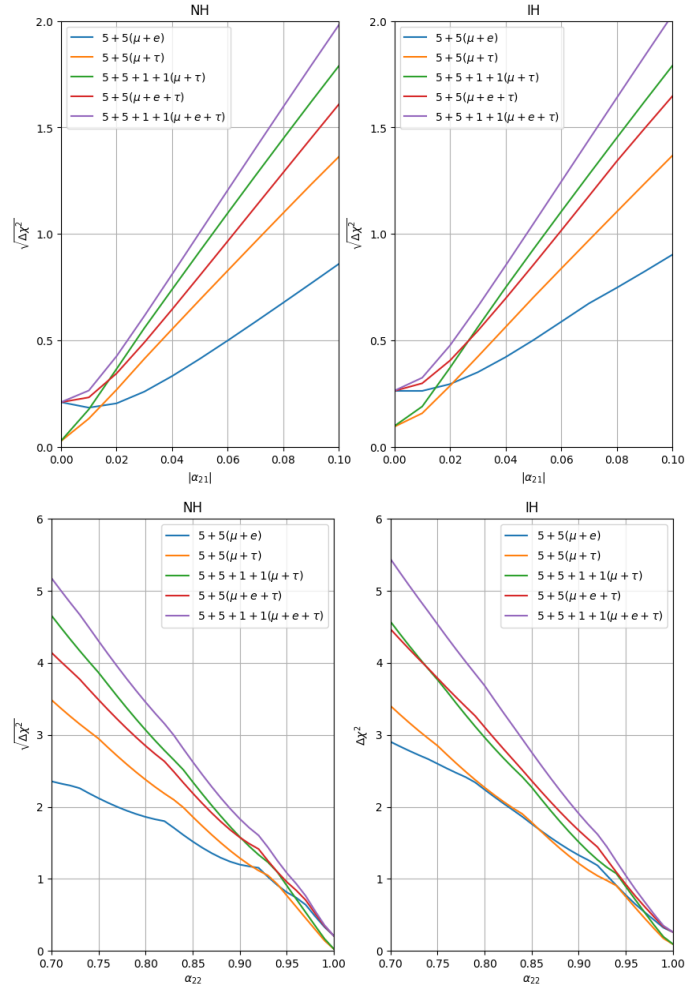 NH
2.0
1.5
1.0
0.5
0.0
√Δχ²
5 + 5(μ + e)
5 + 5(μ + τ)
5 + 5 + 1 + 1(μ + τ)
5 + 5(μ + e + τ)
5 + 5 + 1 + 1(μ + e + τ)
0.00 0.02 0.04 0.06 0.08 0.10
|α₂₁|
IH
2.0
1.5
1.0
0.5
0.0
√Δχ²
5 + 5(μ + e)
5 + 5(μ + τ)
5 + 5 + 1 + 1(μ + τ)
5 + 5(μ + e + τ)
5 + 5 + 1 + 1(μ + e + τ)
0.00 0.02 0.04 0.06 0.08 0.10
|α₂₁|
NH
6
5
4
3
2
1
0
√Δχ²
5 + 5(μ + e)
5 + 5(μ + τ)
5 + 5 + 1 + 1(μ + τ)
5 + 5(μ + e + τ)
5 + 5 + 1 + 1(μ + e + τ)
0.70 0.75 0.80 0.85 0.90 0.95 1.00
α₂₂
IH
6
5
4
3
2
1
0
Δχ²
5 + 5(μ + e)
5 + 5(μ + τ)
5 + 5 + 1 + 1(μ + τ)
5 + 5(μ + e + τ)
5 + 5 + 1 + 1(μ + e + τ)
0.70 0.75 0.80 0.85 0.90 0.95 1.00
α₂₂